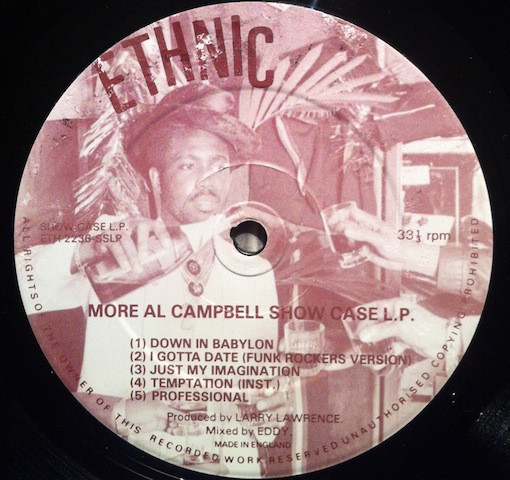 ETHNIC
SHOW CASE L.P.
ETH 2236-SSLP
33⅓ rpm
MORE AL CAMPBELL SHOW CASE L.P.
(1) DOWN IN BABYLON
(2) I GOTTA DATE (FUNK ROCKERS VERSION)
(3) JUST MY IMAGINATION
(4) TEMPTATION (INST.)
(5) PROFESSIONAL
Produced by LARRY LAWRENCE.
Mixed by EDDY.
MADE IN ENGLAND
ALL RIGHTS OF THE OWNER OF THIS RECORDED WORK RESERVED UNAUTHORISED COPYING PROHIBITED